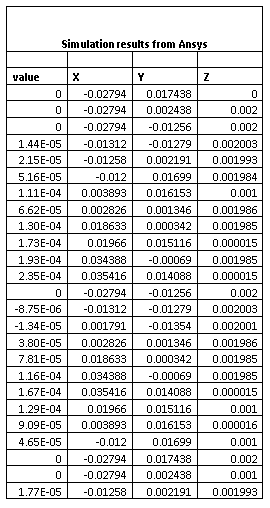 Simulation results from Ansys
value X Y Z
0 -0.02794 0.017438 0
0 -0.02794 0.002438 0.002
0 -0.02794 -0.01256 0.002
1.44E-05 -0.01312 -0.01279 0.002003
2.15E-05 -0.01258 0.002191 0.001993
5.16E-05 -0.012 0.01699 0.001984
1.11E-04 0.003893 0.016153 0.001
6.62E-05 0.002826 0.001346 0.001986
1.30E-04 0.018633 0.000342 0.001985
1.73E-04 0.01966 0.015116 0.000015
1.93E-04 0.034388 -0.00069 0.001985
2.35E-04 0.035416 0.014088 0.000015
0 -0.02794 -0.01256 0.002
-8.75E-06 -0.01312 -0.01279 0.002003
-1.34E-05 0.001791 -0.01354 0.002001
3.80E-05 0.002826 0.001346 0.001986
7.81E-05 0.018633 0.000342 0.001985
1.16E-04 0.034388 -0.00069 0.001985
1.67E-04 0.035416 0.014088 0.000015
1.29E-04 0.01966 0.015116 0.001
9.09E-05 0.003893 0.016153 0.000016
4.65E-05 -0.012 0.01699 0.001
0 -0.02794 0.017438 0.002
0 -0.02794 0.002438 0.001
1.77E-05 -0.01258 0.002191 0.001993